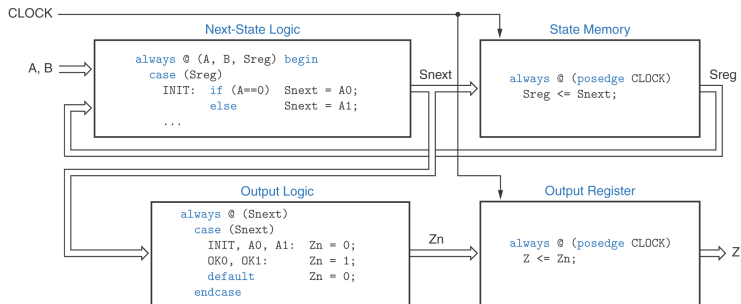 CLOCK
Next-State Logic
State Memory
A, B
always @ (A, B, Sreg) begin
case (Sreg)
INIT: if (A==0) Snext = A0;
else Snext = A1;
...
Snext
always @ (posedge CLOCK)
Sreg <= Snext;
Sreg
Output Logic
Output Register
always @ (Snext)
case (Snext)
INIT, A0, A1: Zn = 0;
OK0, OK1: Zn = 1;
default Zn = 0;
endcase
Zn
always @ (posedge CLOCK)
Z <= Zn;
Z